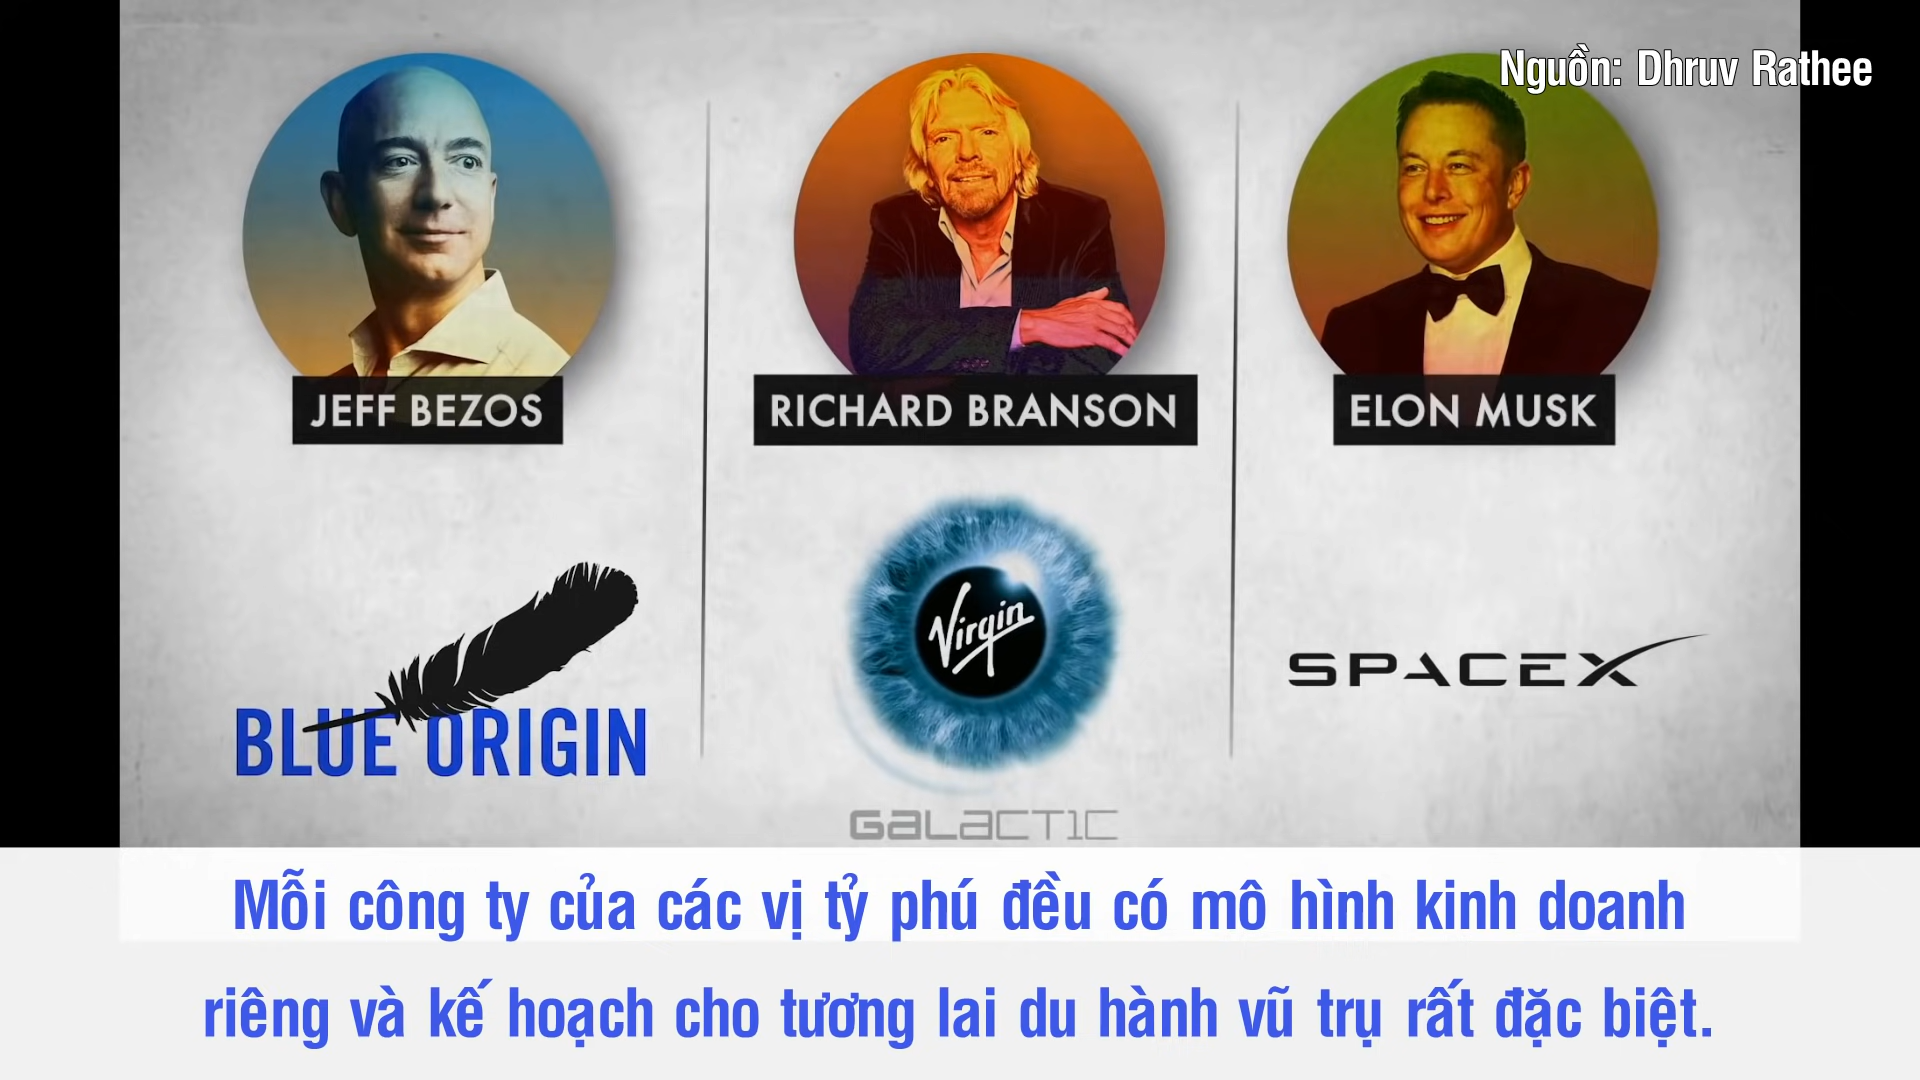 Nguồn: Dhruv Rathee
JEFF BEZOS
RICHARD BRANSON
ELON MUSK
BLUE ORIGIN
Virgin
GALACTIC
SPACEX
Mỗi công ty của các vị tỷ phú đều có mô hình kinh doanh
riêng và kế hoạch cho tương lai du hành vũ trụ rất đặc biệt.